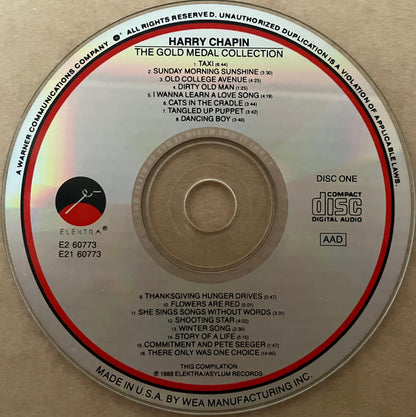 A WARNER COMMUNICATIONS COMPANY ℗® ALL RIGHTS RESERVED. UNAUTHORIZED DUPLICATION IS A VIOLATION OF APPLICABLE LAWS.
HARRY CHAPIN
THE GOLD MEDAL COLLECTION
1. TAXI (6:44)
2. SUNDAY MORNING SUNSHINE (3:30)
3. OLD COLLEGE AVENUE (4:25)
4. DIRTY OLD MAN (1:25)
5. I WANNA LEARN A LOVE SONG (4:19)
6. CATS IN THE CRADLE (3:44)
7. TANGLED UP PUPPET (3:42)
8. DANCING BOY (3:40)
DISC ONE
COMPACT
disc
DIGITAL AUDIO
AAD
ELEKTRA®
E2 60773
E21 60773
9. THANKSGIVING HUNGER DRIVES (0:47)
10. FLOWERS ARE RED (5:01)
11. SHE SINGS SONGS WITHOUT WORDS (3:31)
12. SHOOTING STAR (4:02)
13. WINTER SONG (2:30)
14. STORY OF A LIFE (5:15)
15. COMMITMENT AND PETE SEEGER (1:47)
16. THERE ONLY WAS ONE CHOICE (14:00)
THIS COMPILATION
℗ 1988 ELEKTRA/ASYLUM RECORDS
MADE IN U.S.A. BY WEA MANUFACTURING INC.